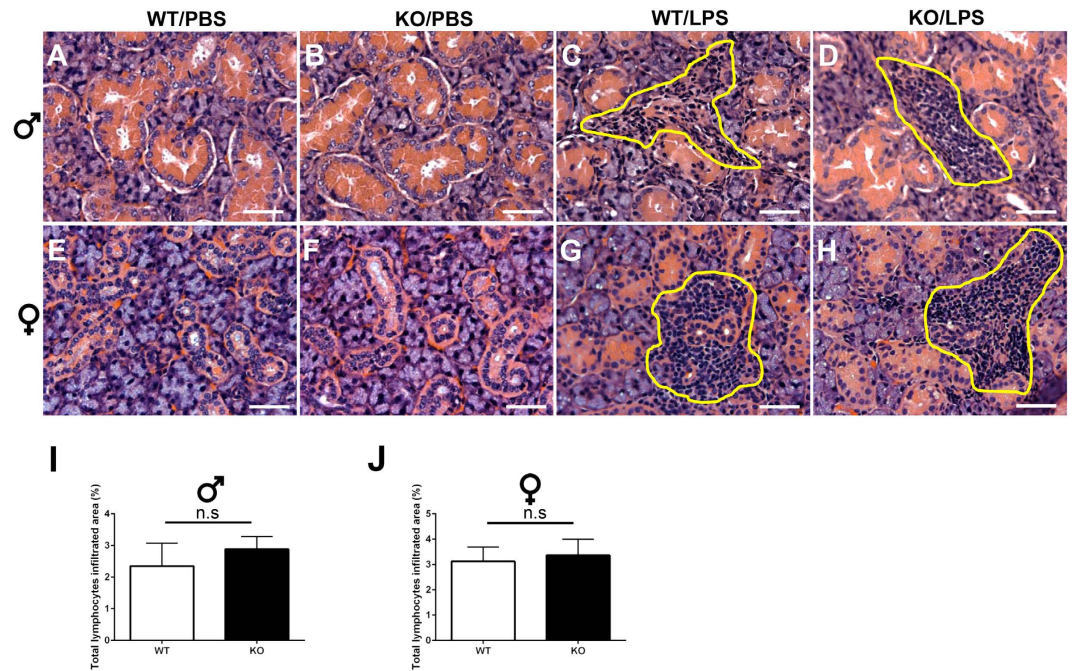 WT/PBS KO/PBS WT/LPS KO/LPS
A B C D
♂
E F G H
♀
I J
♂ ♀
n.s n.s
Total lymphocytes infiltrated area (%)
4
3
2
1
0
WT KO
Total lymphocytes infiltrated area (%)
5
4
3
2
1
0
WT KO